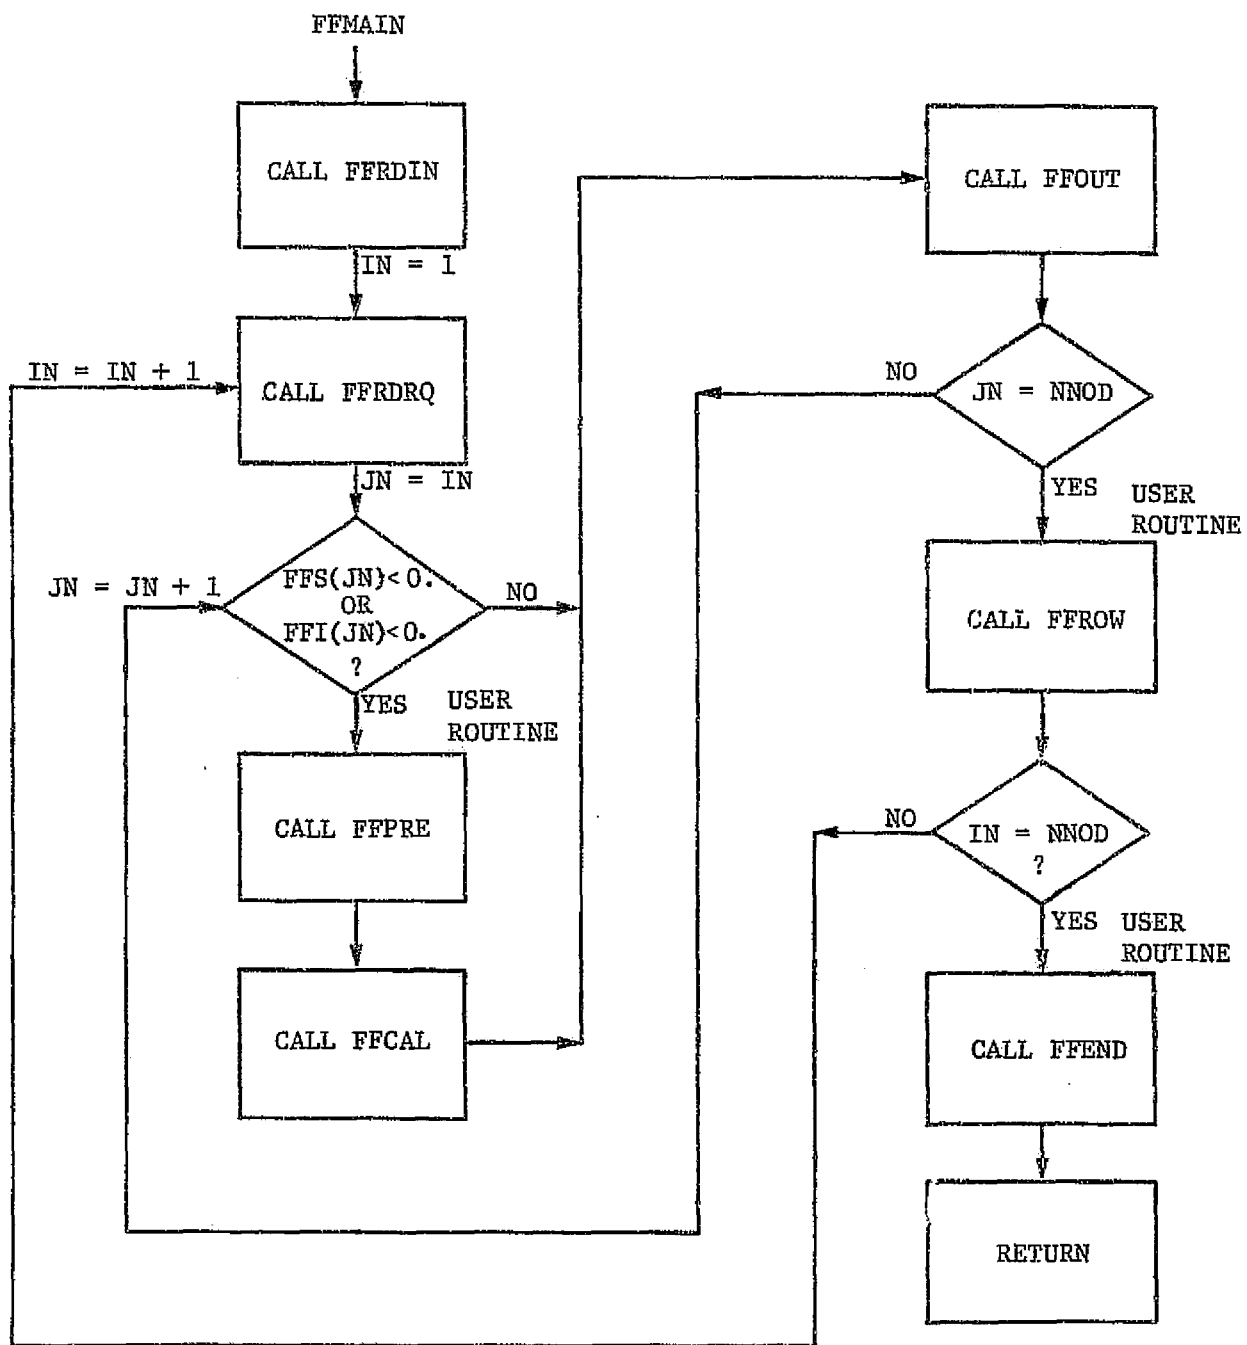 FFMAIN
CALL FFRDIN
IN = 1
IN = IN + 1
CALL FFRDRQ
JN = IN
JN = JN + 1
FFS(JN)<0.
OR
FFI(JN)<0.
?
NO
YES
USER
ROUTINE
CALL FFPRE
CALL FFCAL
CALL FFOUT
NO
JN = NNOD
YES
USER
ROUTINE
CALL FFROW
NO
IN = NNOD
?
YES
USER
ROUTINE
CALL FFEND
RETURN